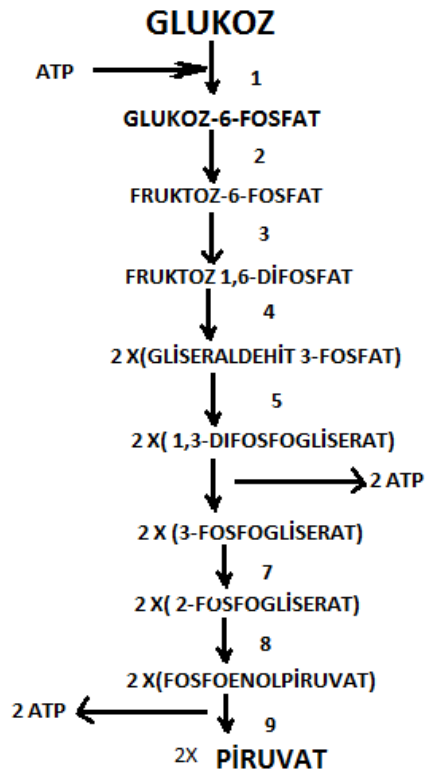 GLUKOZ
ATP
1
GLUKOZ-6-FOSFAT
2
FRUKTOZ-6-FOSFAT
3
FRUKTOZ 1,6-DİFOSFAT
4
2 X(GLİSERALDEHİT 3-FOSFAT)
5
2 X( 1,3-DIFOSFOGLİSERAT)
2 ATP
2 X (3-FOSFOGLİSERAT)
7
2 X( 2-FOSFOGLİSERAT)
8
2 X(FOSFOENOLPİRUVAT)
2 ATP
9
2X PİRUVAT